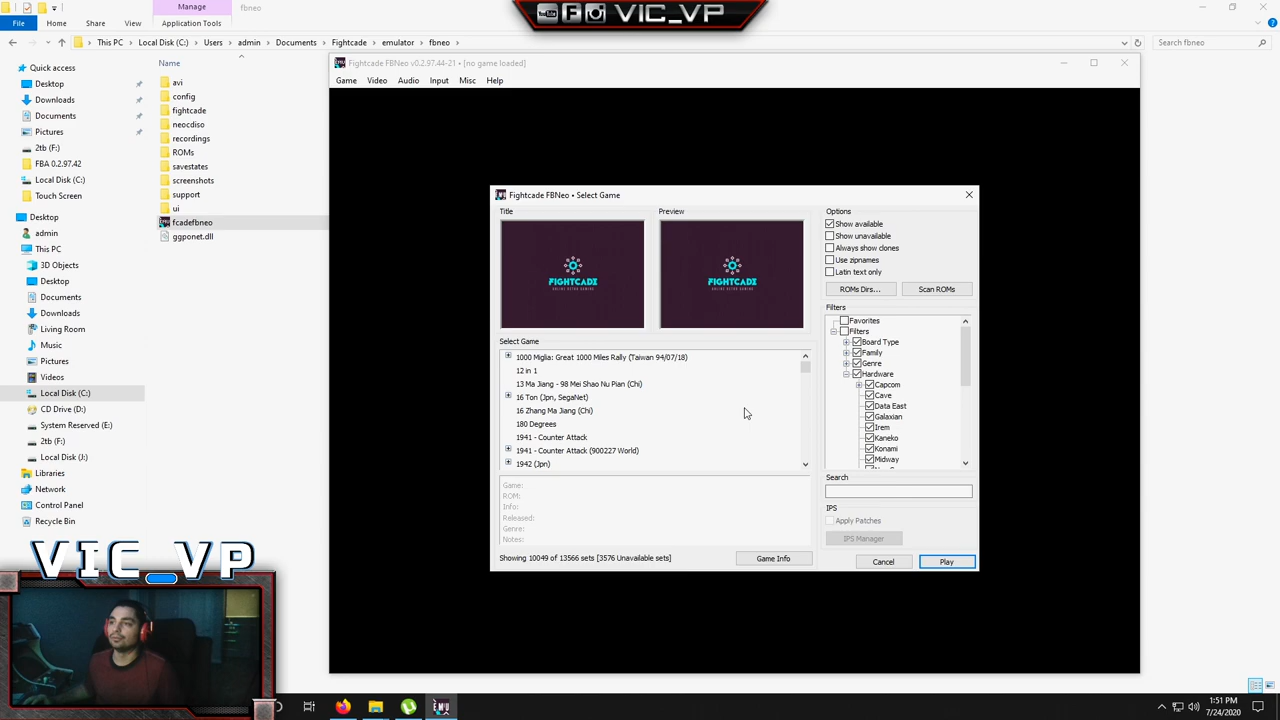 Manage
fbneo
File
Home
Share
View
Application Tools
VIC_VP
This PC
Local Disk (C:)
Users
admin
Documents
Fightcade
emulator
fbneo
Search fbneo
Quick access
Desktop
Downloads
Documents
Pictures
2tb (F:)
FBA 0.2.97.42
Local Disk (C:)
Touch Screen
Desktop
admin
This PC
3D Objects
Desktop
Documents
Downloads
Living Room
Music
Pictures
Videos
Local Disk (C:)
CD Drive (D:)
System Reserved (E:)
2tb (F:)
Local Disk (J:)
Libraries
Network
Control Panel
Recycle Bin
Name
avi
config
fightcade
neocdiso
recordings
ROMs
savestates
screenshots
support
ui
fcadefbneo
ggponet.dll
Fightcade FBNeo v0.2.97.44-21 • [no game loaded]
Game Video Audio Input Misc Help
Fightcade FBNeo • Select Game
Title
Preview
FIGHTCADE
ONLINE RETRO GAMING
FIGHTCADE
ONLINE RETRO GAMING
Select Game
1000 Miglia: Great 1000 Miles Rally (Taiwan 94/07/18)
12 in 1
13 Ma Jiang - 98 Mei Shao Nu Pian (Chi)
16 Ton (Jpn, SegaNet)
16 Zhang Ma Jiang (Chi)
180 Degrees
1941 - Counter Attack
1941 - Counter Attack (900227 World)
1942 (Jpn)
Game:
ROM:
Info:
Released:
Genre:
Notes:
Showing 10049 of 13566 sets [3576 Unavailable sets]
Game Info
Options
Show available
Show unavailable
Always show clones
Use zipnames
Latin text only
ROMs Dirs...
Scan ROMs
Filters
Favorites
Filters
Board Type
Family
Genre
Hardware
Capcom
Cave
Data East
Galaxian
Irem
Kaneko
Konami
Midway
Search
IPS
Apply Patches
IPS Manager
Cancel
Play
VIC_VP
EMU
1:51 PM
7/24/2020